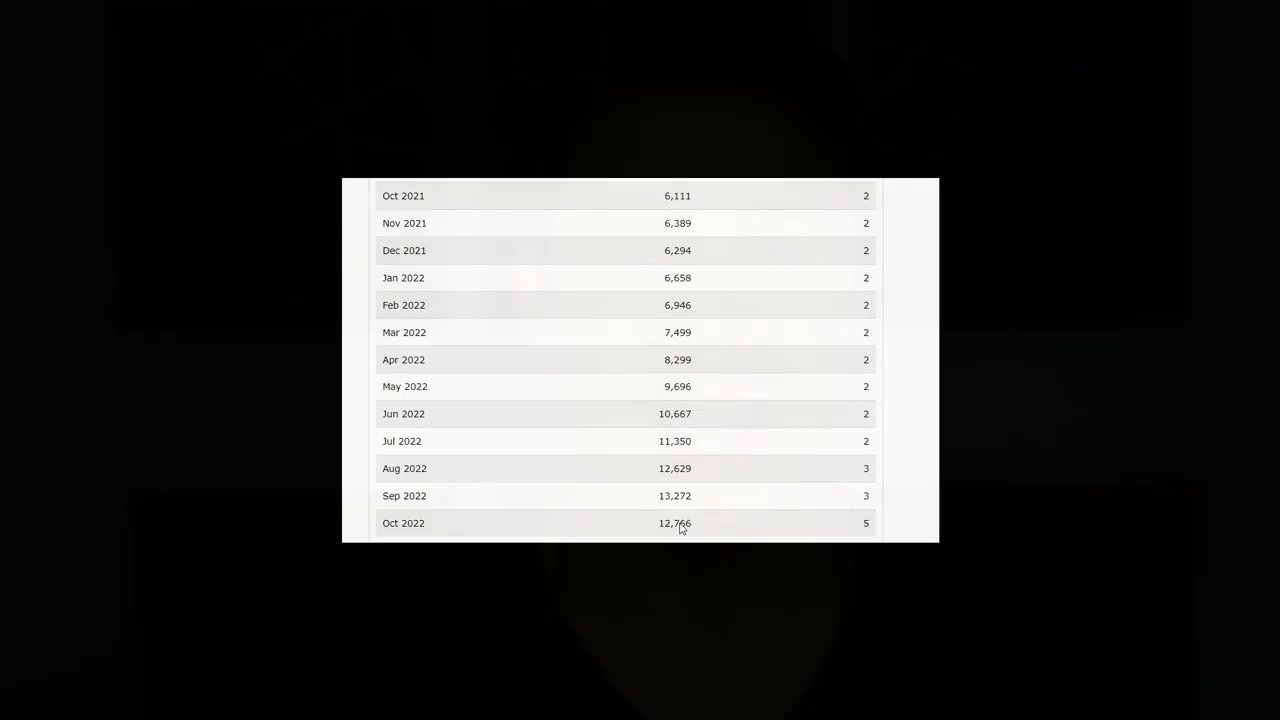 Oct 2021 6,111 2
Nov 2021 6,389 2
Dec 2021 6,294 2
Jan 2022 6,658 2
Feb 2022 6,946 2
Mar 2022 7,499 2
Apr 2022 8,299 2
May 2022 9,696 2
Jun 2022 10,667 2
Jul 2022 11,350 2
Aug 2022 12,629 3
Sep 2022 13,272 3
Oct 2022 12,766 5